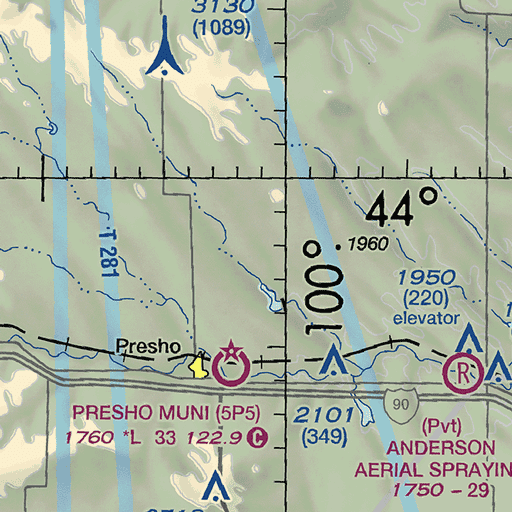 3130
(1089)
44°
100°
1960
T 281
1950
(220)
elevator
Presho
R
PRESHO MUNI (5P5)
1760 *L 33 122.9 C
2101
(349)
90
(Pvt)
ANDERSON
AERIAL SPRAYIN
1750 - 29